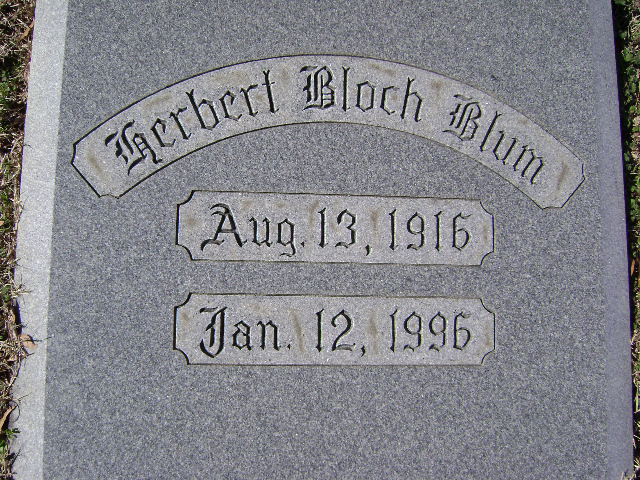 Herbert Bloch Blum
Aug. 13, 1916
Jan. 12, 1996